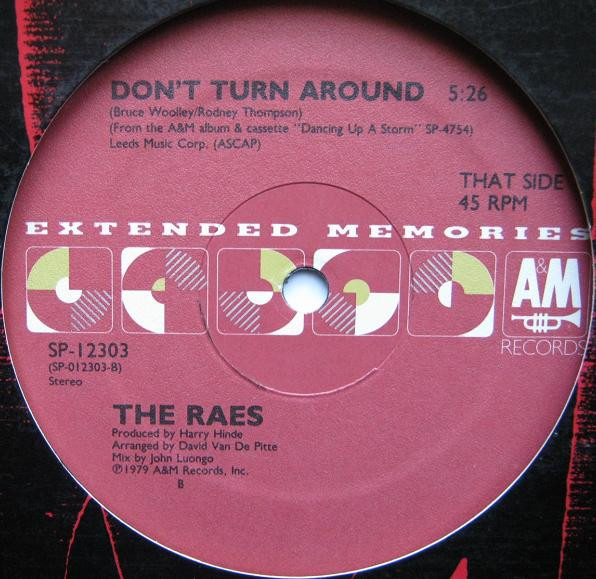 DON'T TURN AROUND 5:26
(Bruce Woolley/Rodney Thompson)
(From the A&M album & cassette "Dancing Up A Storm" SP-4754)
Leeds Music Corp. (ASCAP)
THAT SIDE
45 RPM
EXTENDED MEMORIES
A&M
RECORDS
SP-12303
(SP-012303-B)
Stereo
THE RAES
Produced by Harry Hinde
Arranged by David Van De Pitte
Mix by John Luongo
℗1979 A&M Records, Inc.
B